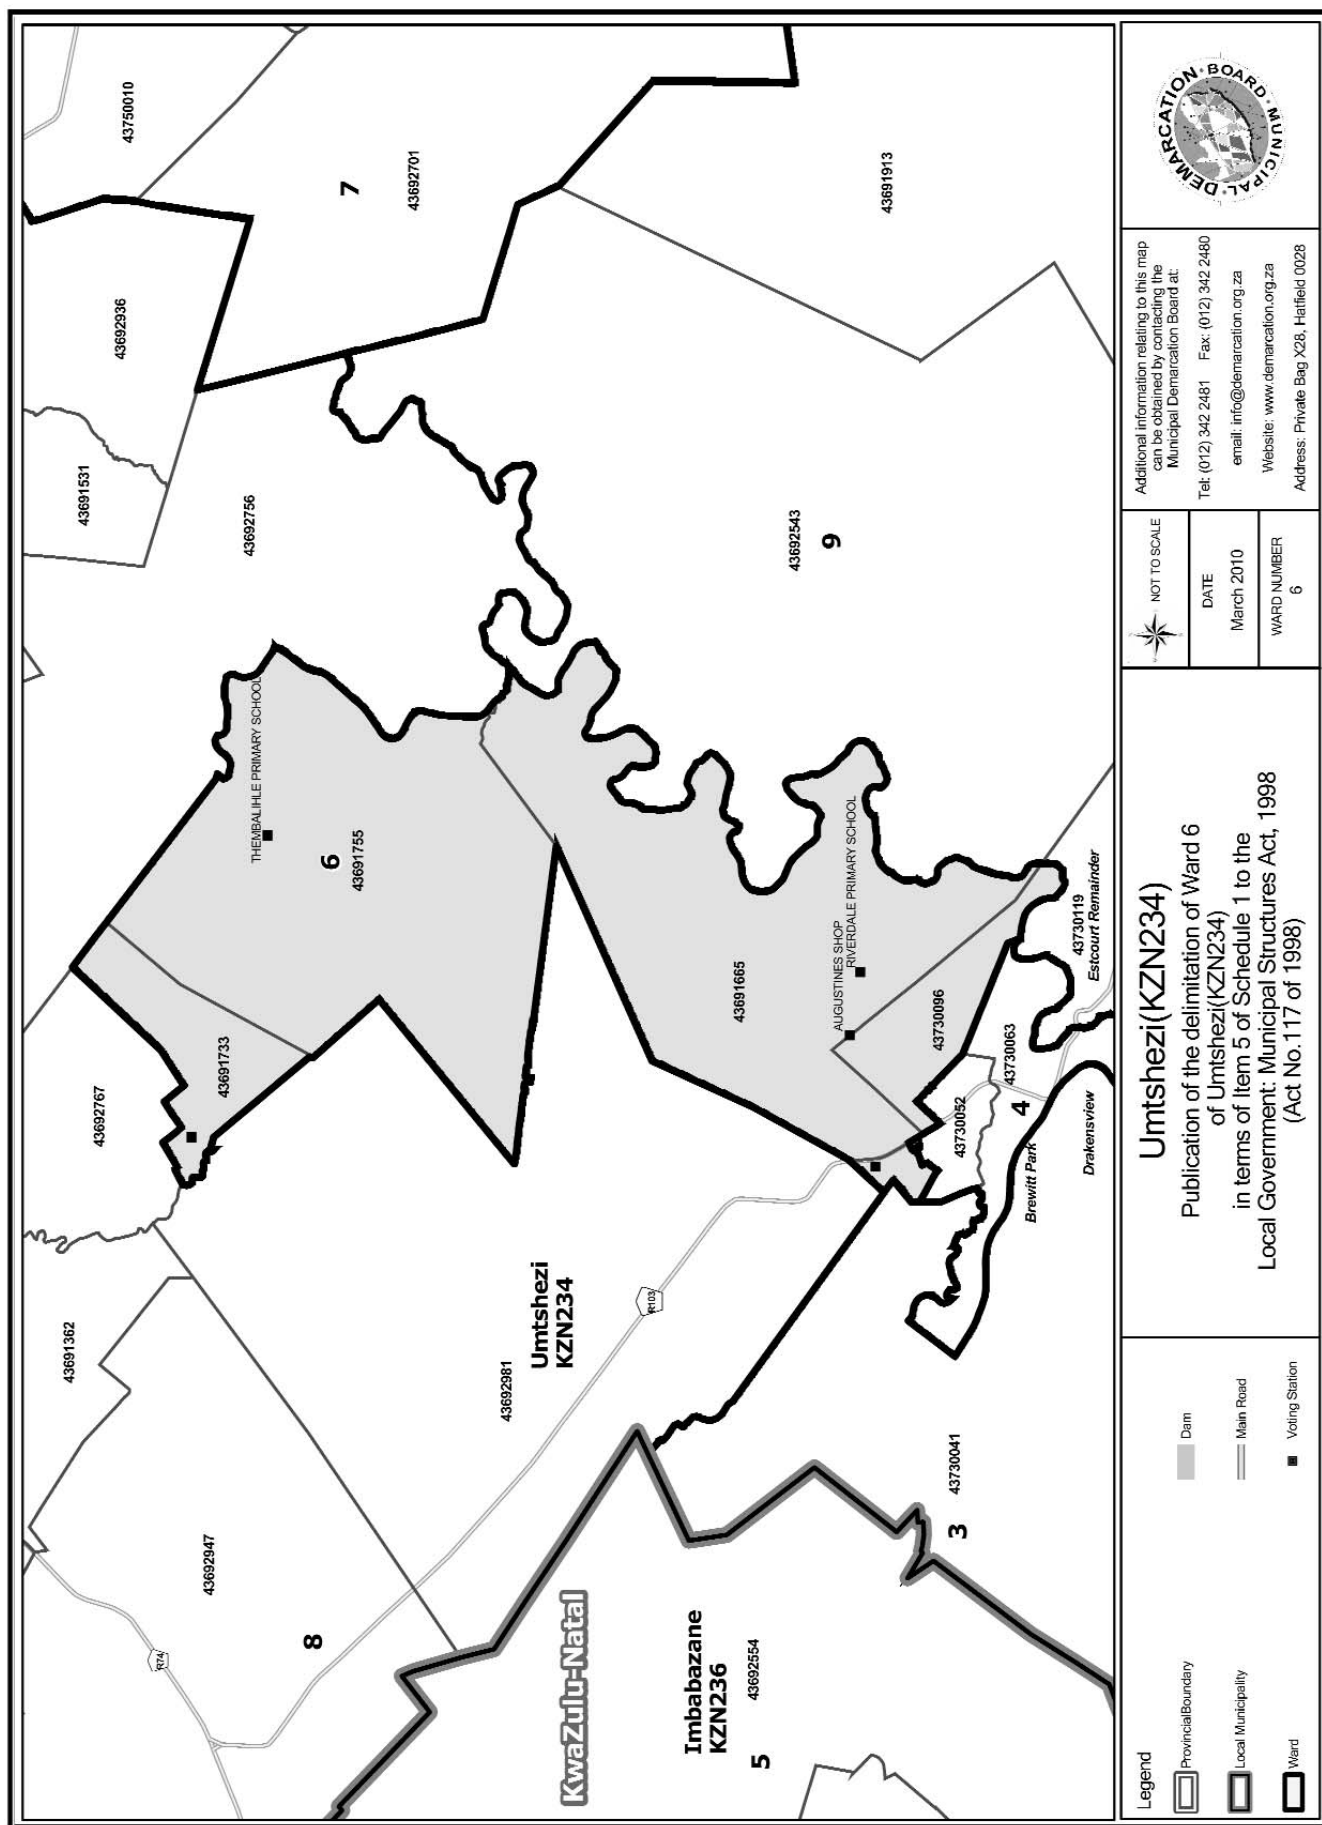 43750010
7
43692701
43691913
43692936
43691531
43692756
43692543
9
THEMBALIHLE PRIMARY SCHOOL
6
43691755
43691733
43692767
43691665
AUGUSTINES SHOP
RIVERDALE PRIMARY SCHOOL
43730096
43730119
Estcourt Remainder
43730063
43730052
4
Brewitt Park
Drakensview
43691362
Umtshezi
KZN234
R103
43692981
43692947
8
R74
KwaZulu-Natal
Imbabazane
KZN236
43692554
5
43730041
3
Legend
ProvincialBoundary
Local Municipality
Ward
Dam
Main Road
Voting Station
Umtshezi(KZN234)
Publication of the delimitation of Ward 6
of Umtshezi(KZN234)
in terms of Item 5 of Schedule 1 to the
Local Government: Municipal Structures Act, 1998
(Act No.117 of 1998)
NOT TO SCALE
DATE
March 2010
WARD NUMBER
6
Additional information relating to this map
can be obtained by contacting the
Municipal Demarcation Board at:
Tel: (012) 342 2481 Fax: (012) 342 2480
email: info@demarcation.org.za
Website: www.demarcation.org.za
Address: Private Bag X28, Hatfield 0028
MUNICIPAL · DEMARCATION · BOARD ·